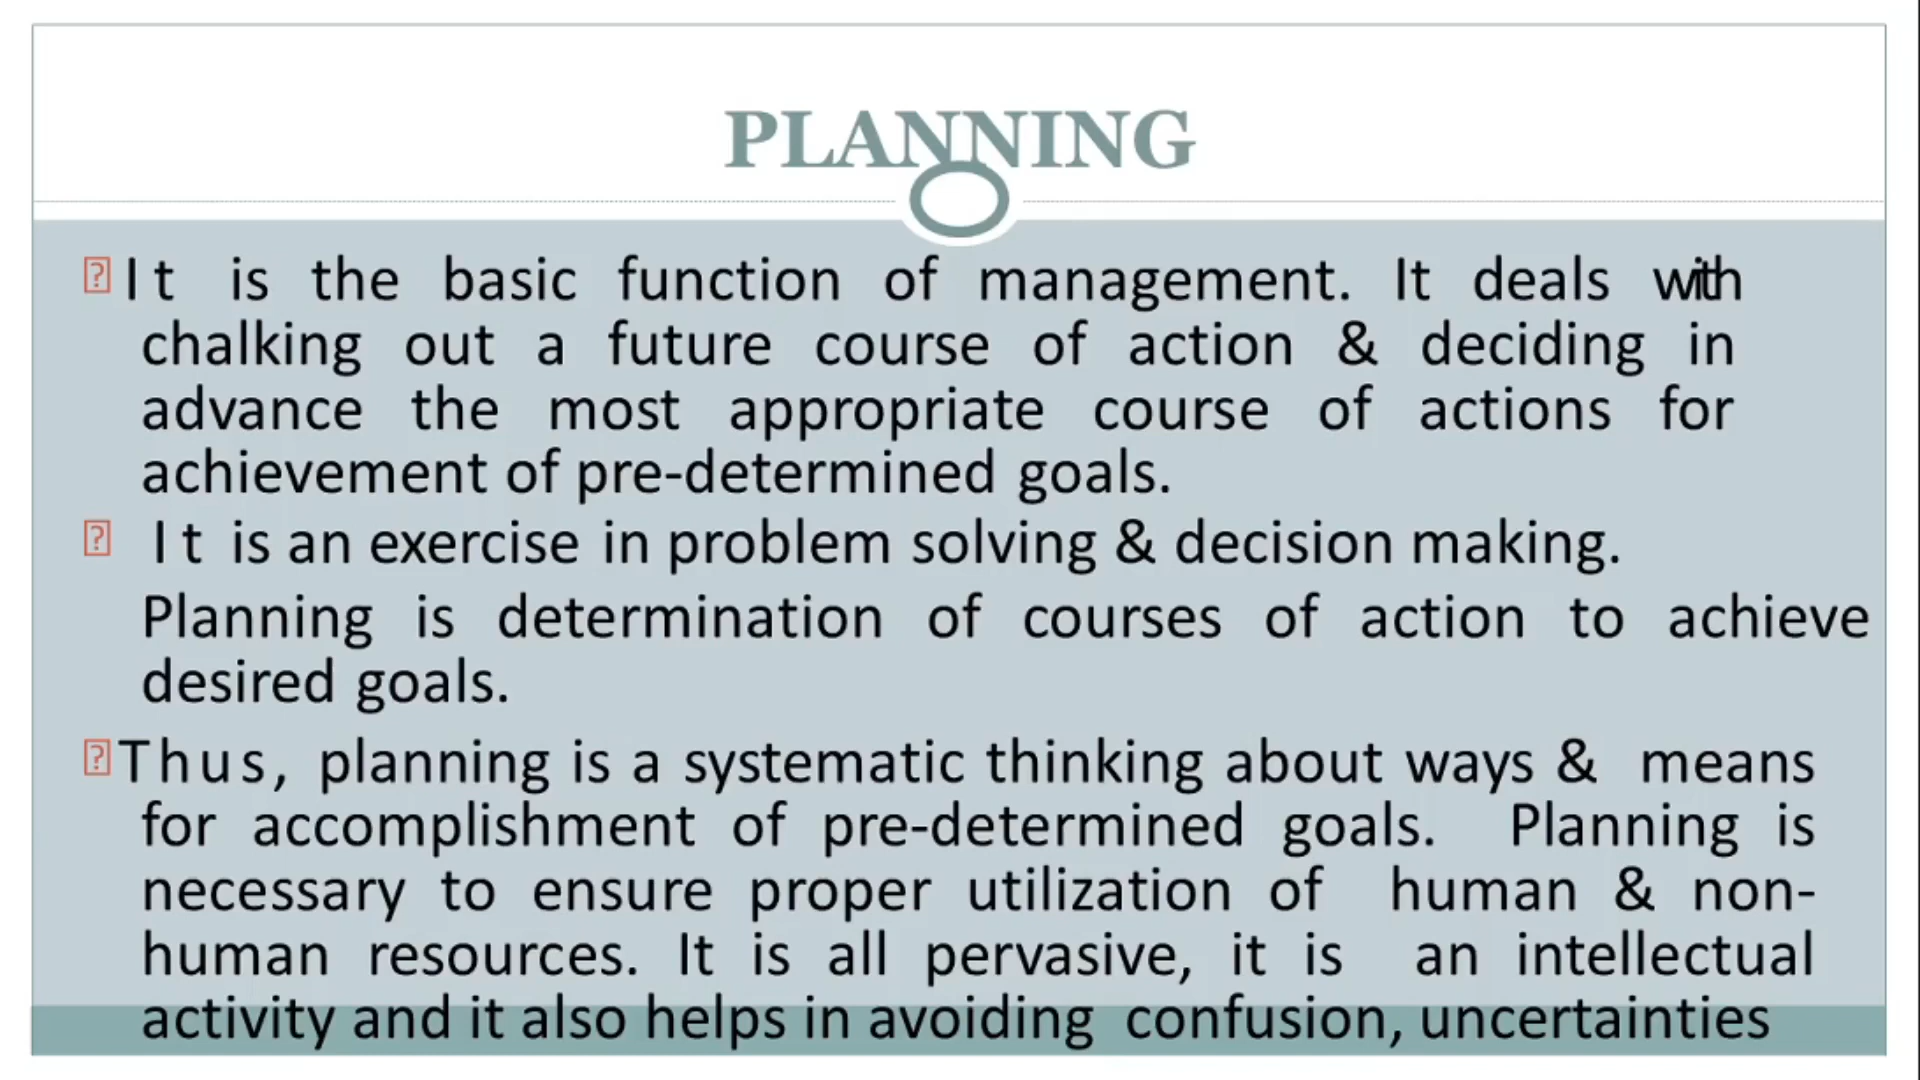 PLANNING
It is the basic function of management. It deals with
chalking out a future course of action & deciding in
advance the most appropriate course of actions for
achievement of pre-determined goals.
It is an exercise in problem solving & decision making.
Planning is determination of courses of action to achieve
desired goals.
Thus, planning is a systematic thinking about ways & means
for accomplishment of pre-determined goals. Planning is
necessary to ensure proper utilization of human & non-
human resources. It is all pervasive, it is an intellectual
activity and it also helps in avoiding confusion, uncertainties